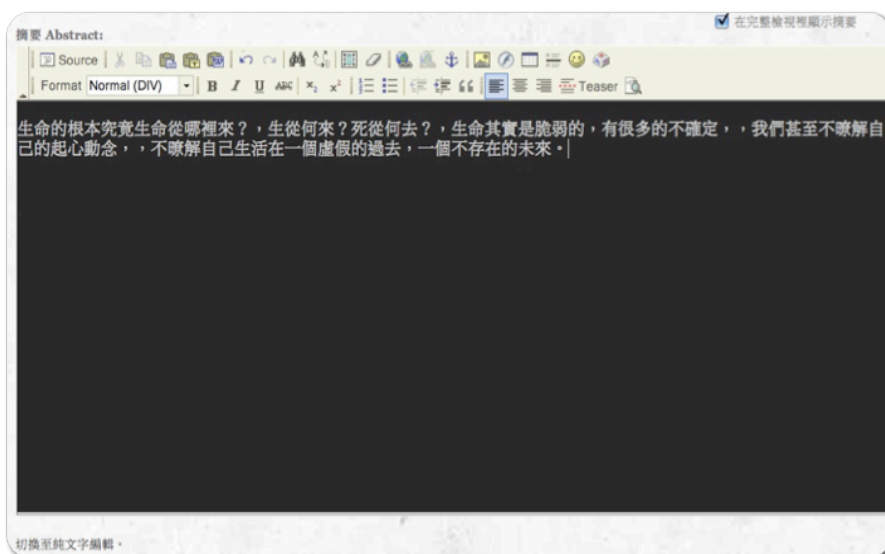 摘要 Abstract:
在完整檢視裡顯示摘要
Source
Format Normal (DIV) B I U ABC x₂ x² Teaser
生命的根本究竟生命從哪裡來？，生從何來？死從何去？，生命其實是脆弱的，有很多的不確定，，我們甚至不暸解自
己的起心動念，，不暸解自己生活在一個虛假的過去，一個不存在的未來。
切換至純文字編輯。